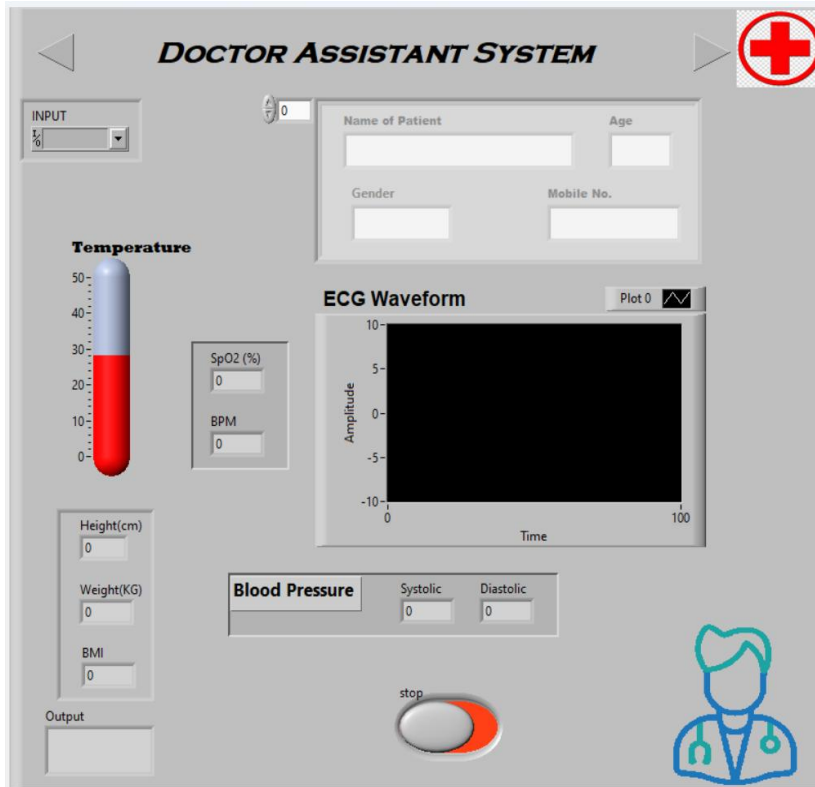 DOCTOR ASSISTANT SYSTEM
INPUT
I/O
0
Name of Patient
Age
Gender
Mobile No.
Temperature
50
40
30
20
10
0
SpO2 (%)
0
BPM
0
ECG Waveform
Plot 0
Amplitude
10
5
0
-5
-10
0 100
Time
Height(cm)
0
Weight(KG)
0
BMI
0
Output
Blood Pressure
Systolic
0
Diastolic
0
stop